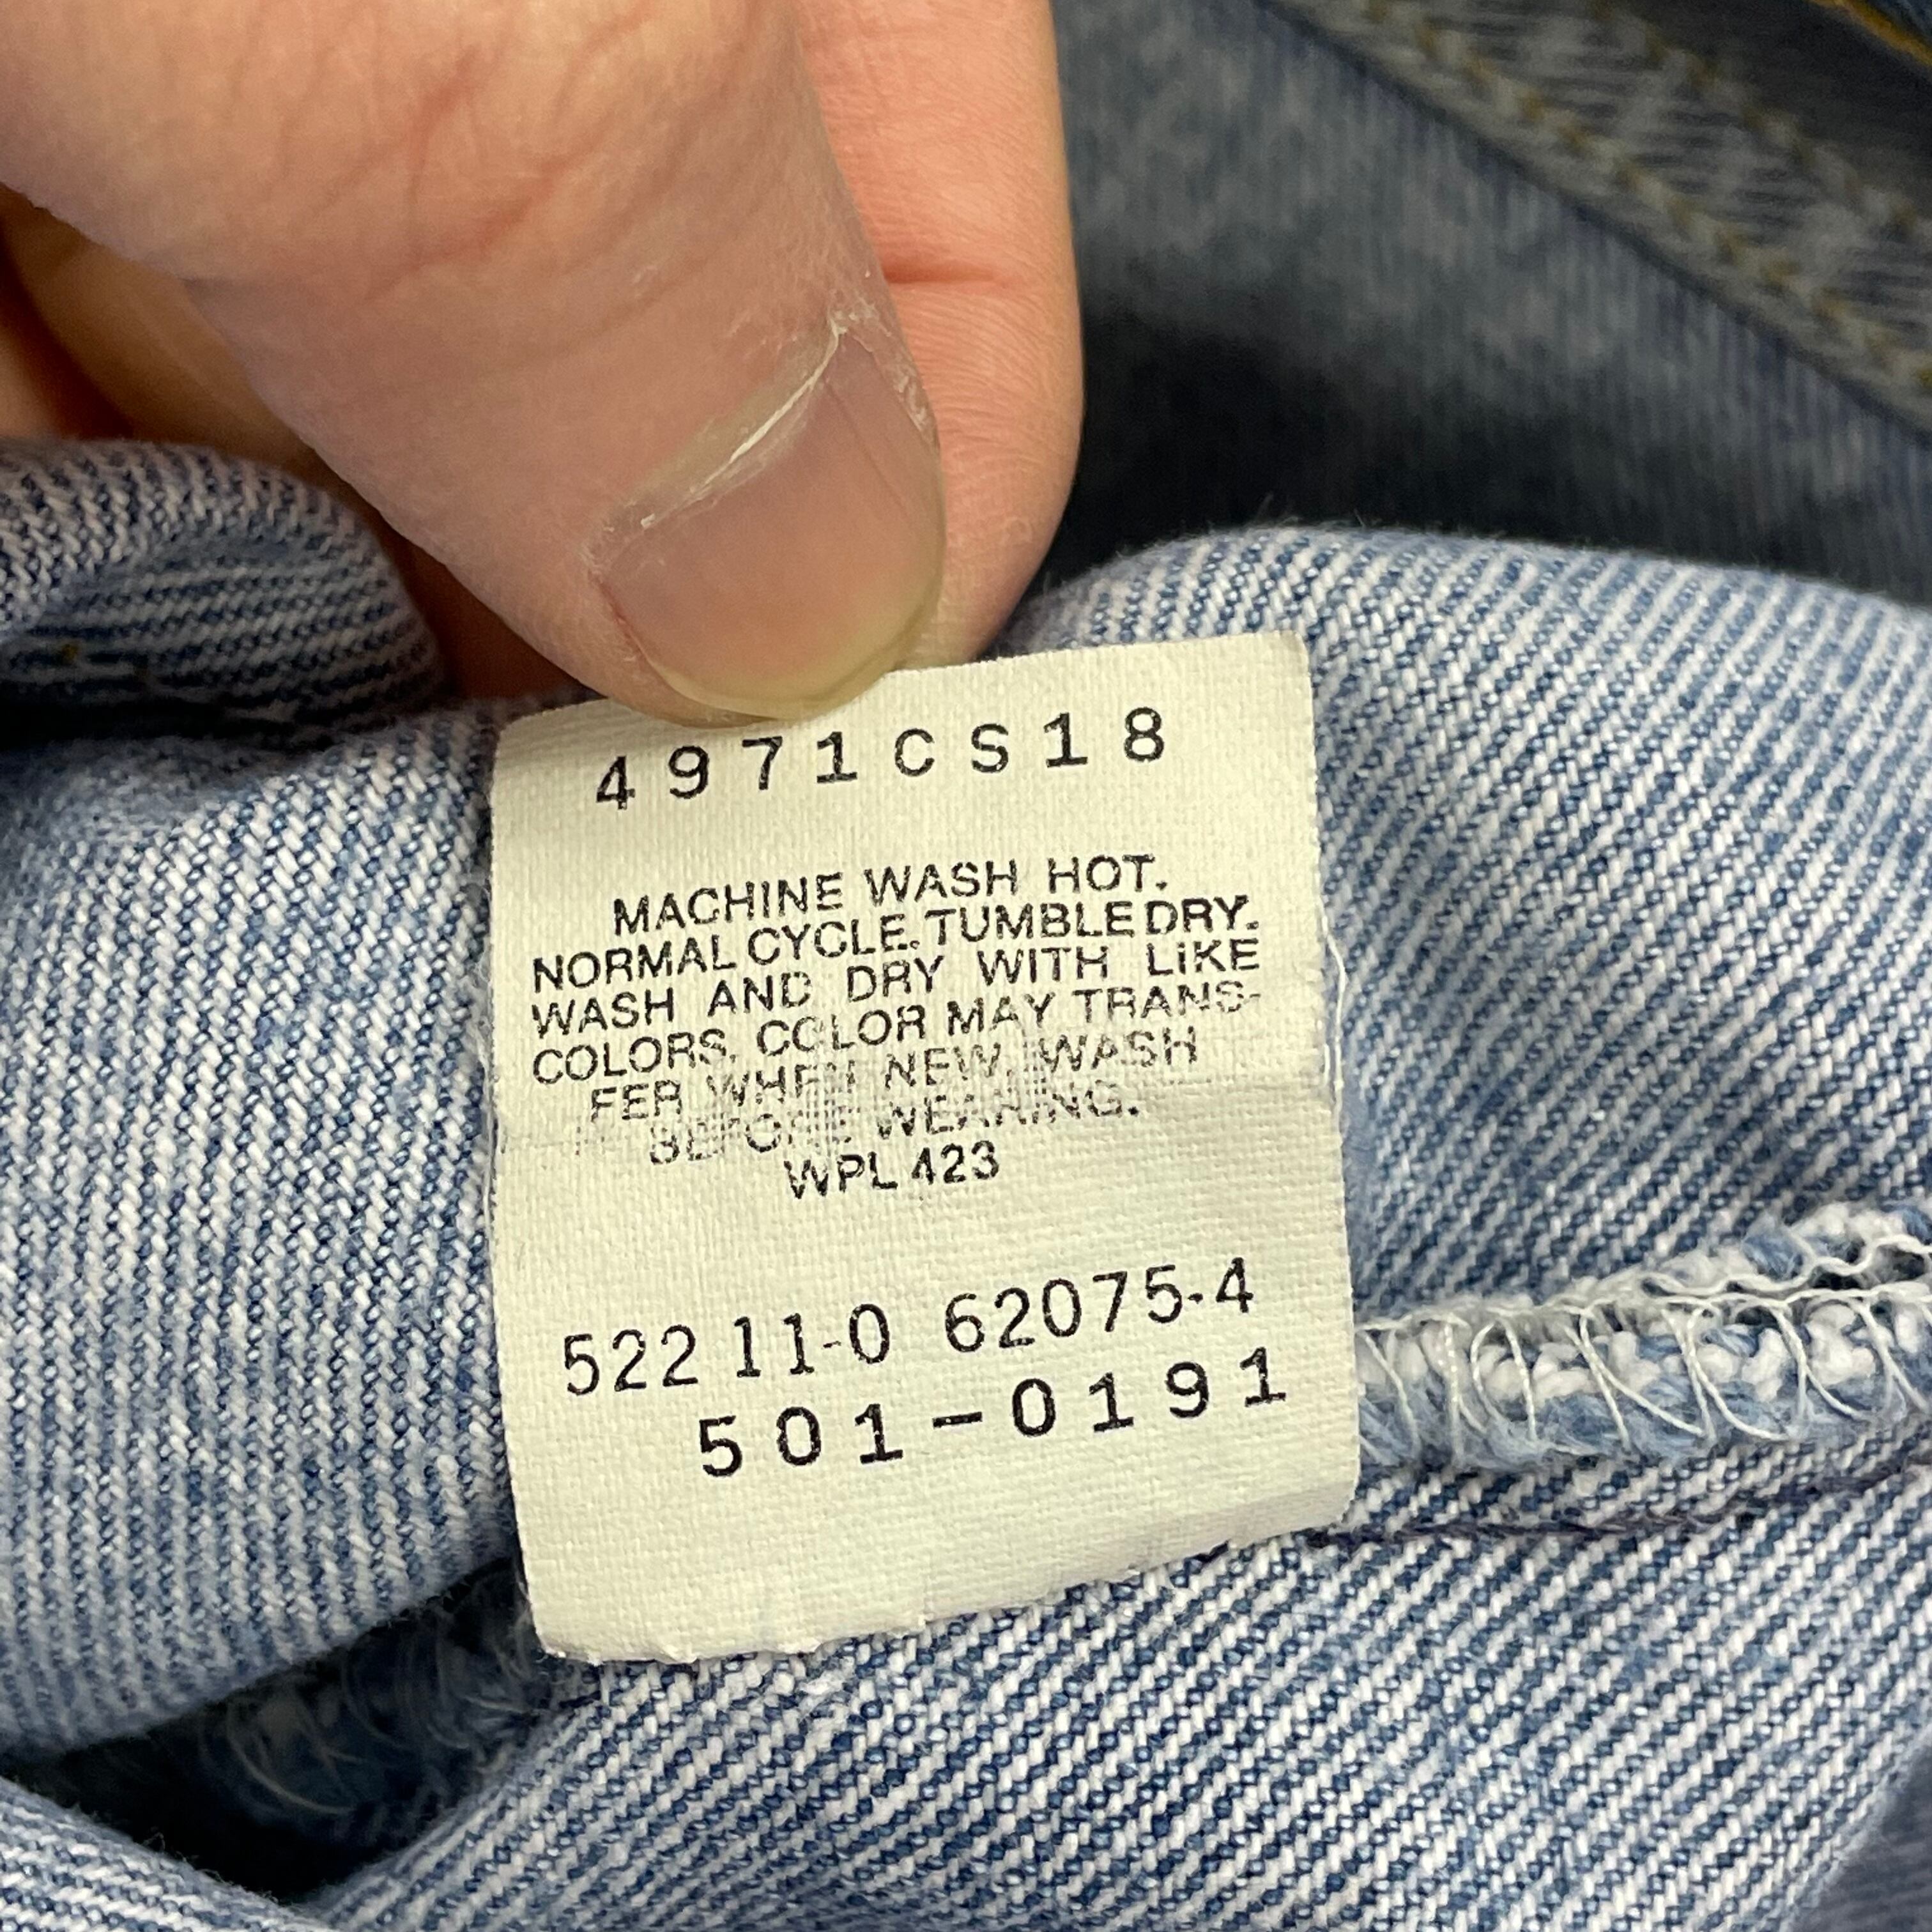 4971CS18
MACHINE WASH HOT.
NORMAL CYCLE. TUMBLE DRY.
WASH AND DRY WITH LIKE
COLORS. COLOR MAY TRANS-
FER WHEN NEW. WASH
BEFORE WEARING.
WPL 423
522 11-0 62075-4
501-0191